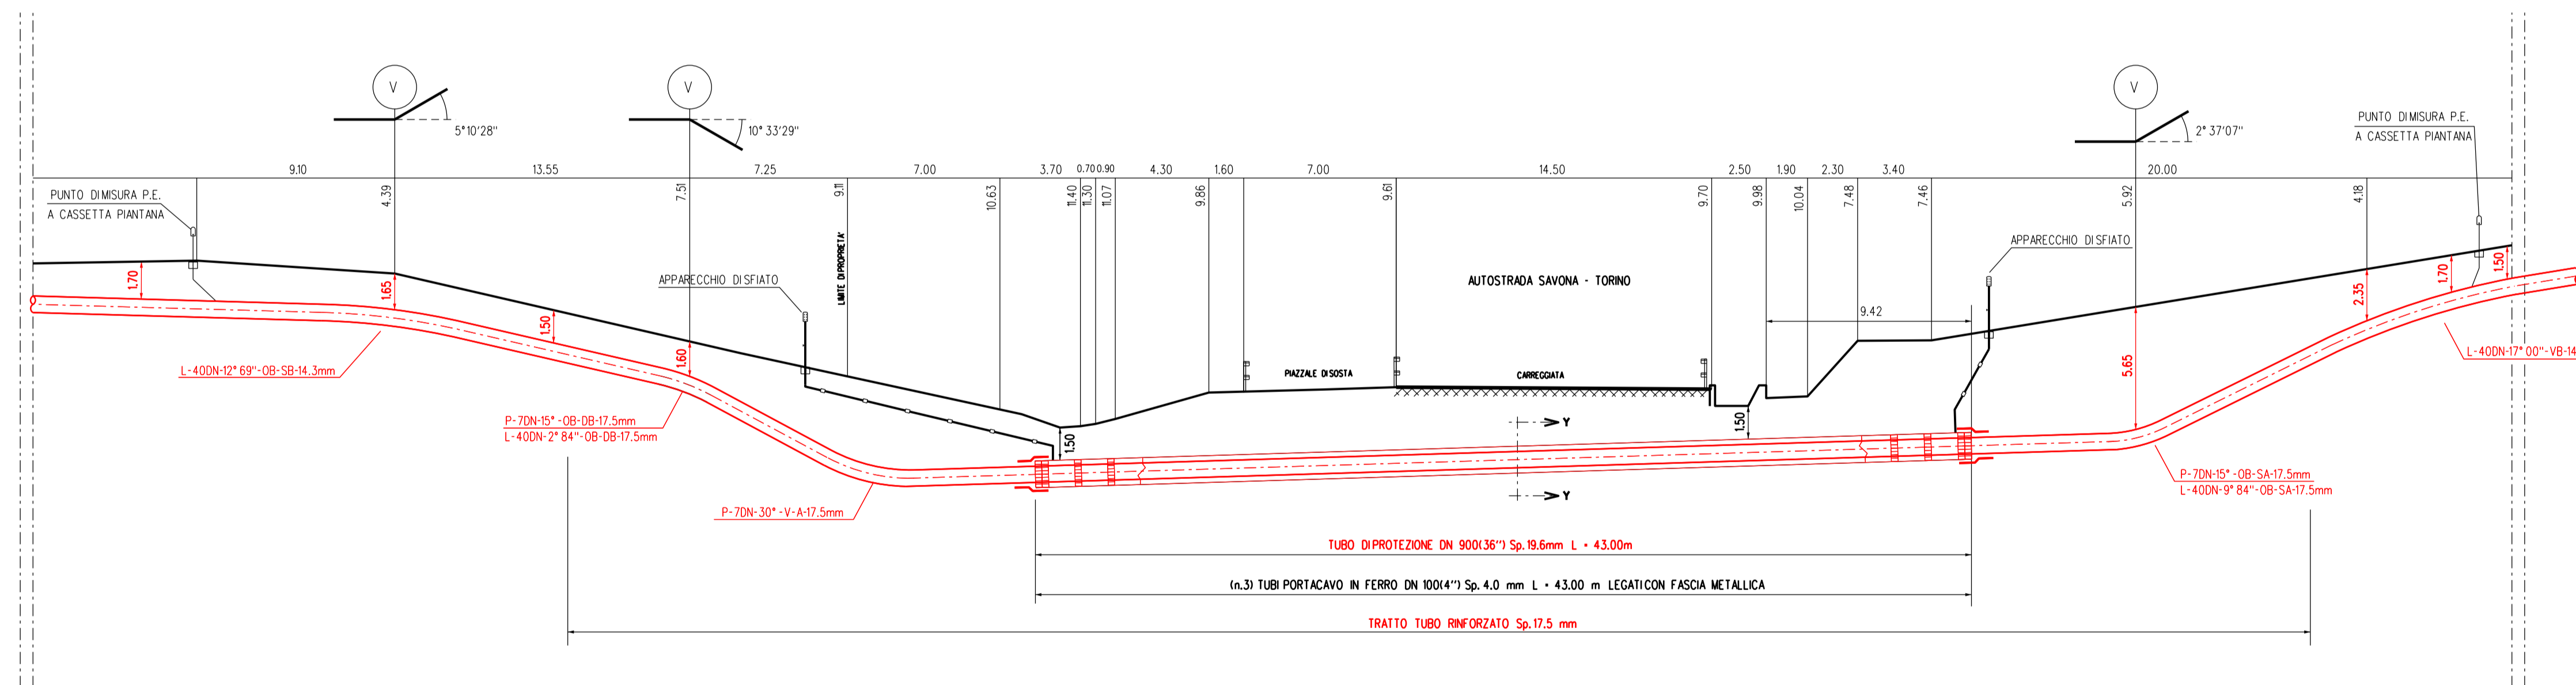 V
V
V
5°10'28"
10° 33'29"
2° 37'07"
PUNTO DI MISURA P.E.
A CASSETTA PIANTANA
9.10
13.55
7.25
7.00
3.70
0.70
0.90
4.30
1.60
7.00
14.50
2.50
1.90
2.30
3.40
20.00
PUNTO DI MISURA P.E.
A CASSETTA PIANTANA
4.39
7.51
9.11
10.63
11.40
11.30
11.07
9.86
9.61
9.70
9.98
10.04
7.48
7.46
5.92
4.18
LIMITE DI PROPRIETA'
APPARECCHIO DI SFIATO
APPARECCHIO DI SFIATO
AUTOSTRADA SAVONA - TORINO
9.42
1.70
1.65
1.50
1.60
1.50
1.50
5.65
2.35
1.70
1.50
PIAZZALE DI SOSTA
CARREGGIATA
L-40DN-12° 69"-OB-SB-14.3mm
L-40DN-17° 00"-VB-14
P-7DN-15° -OB-DB-17.5mm
L-40DN-2° 84"-OB-DB-17.5mm
Y
Y
P-7DN-15° -OB-SA-17.5mm
L-40DN-9° 84"-OB-SA-17.5mm
P-7DN-30° -V-A-17.5mm
TUBO DI PROTEZIONE DN 900(36'') Sp.19.6mm L = 43.00m
(n.3) TUBI PORTACAVO IN FERRO DN 100(4'') Sp. 4.0 mm L = 43.00 m LEGATI CON FASCIA METALLICA
TRATTO TUBO RINFORZATO Sp.17.5 mm